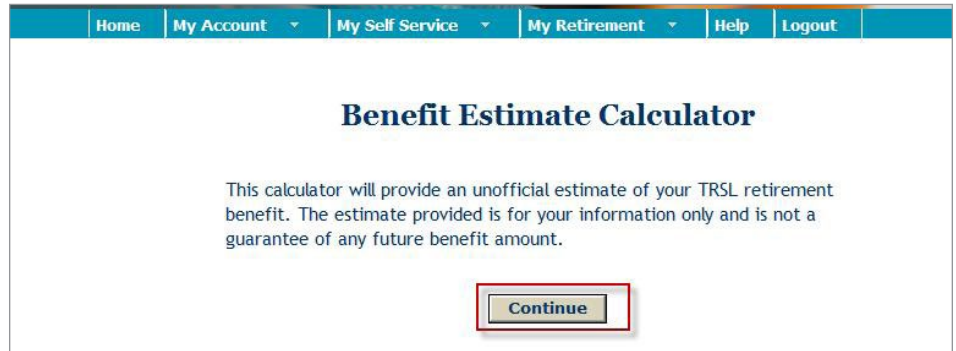 Home My Account My Self Service My Retirement Help Logout
Benefit Estimate Calculator
This calculator will provide an unofficial estimate of your TRSL retirement
benefit. The estimate provided is for your information only and is not a
guarantee of any future benefit amount.
Continue